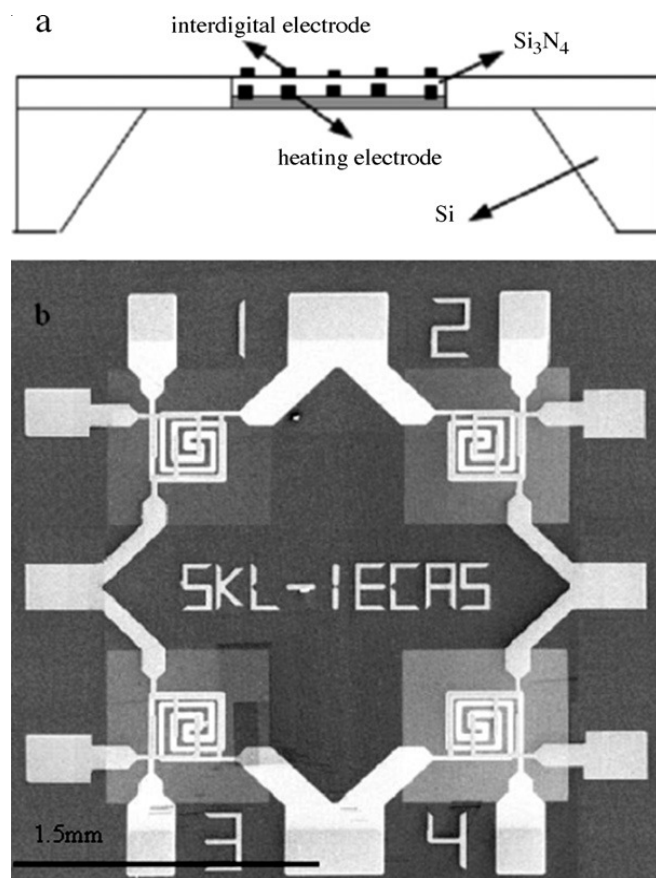 a
interdigital electrode
Si₃N₄
heating electrode
Si
b
1
2
SKL-IECAS
1.5mm
3
4